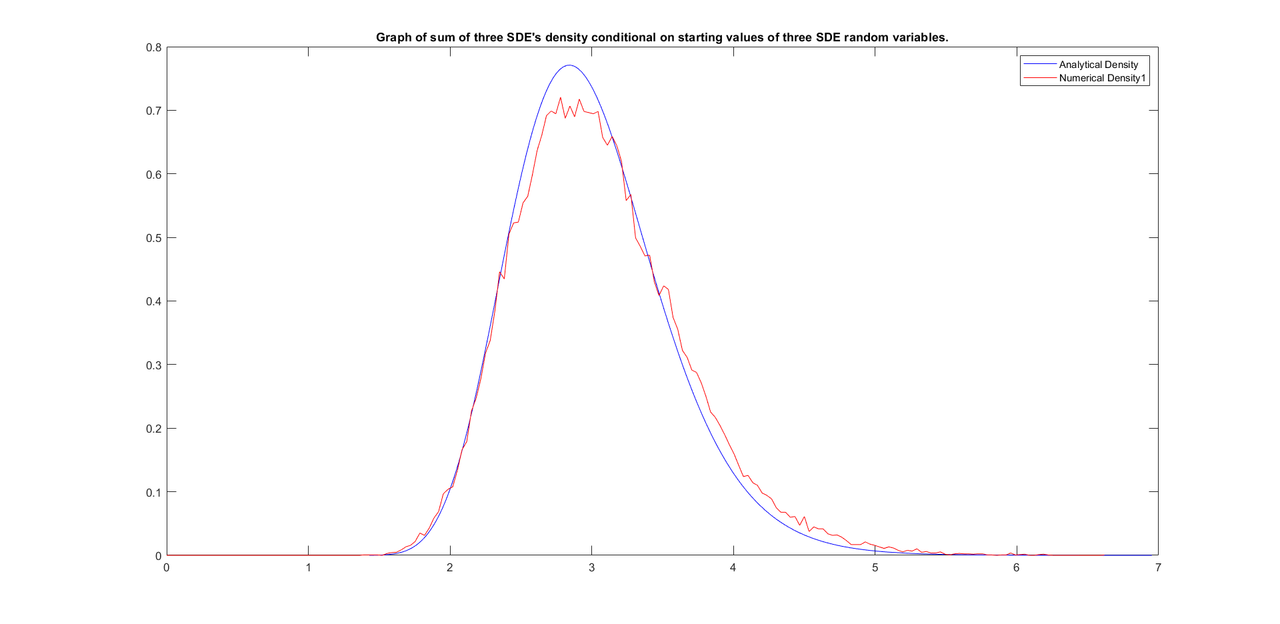 Graph of sum of three SDE's density conditional on starting values of three SDE random variables.
Analytical Density
Numerical Density1
0.8
0.7
0.6
0.5
0.4
0.3
0.2
0.1
0
0 1 2 3 4 5 6 7